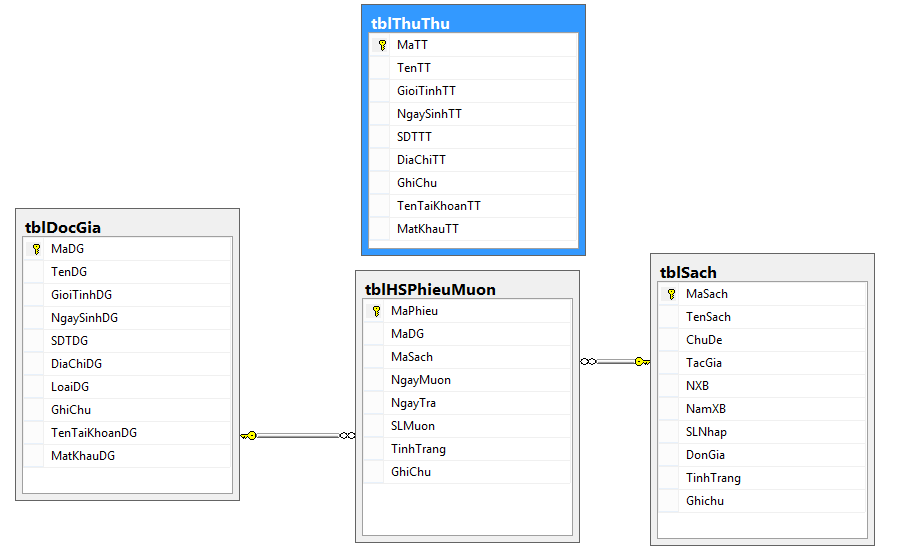 tblThuThu
MaTT
TenTT
GioiTinhTT
NgaySinhTT
SDTTT
DiaChiTT
GhiChu
TenTaiKhoanTT
MatKhauTT
tblDocGia
MaDG
TenDG
GioiTinhDG
NgaySinhDG
SDTDG
DiaChiDG
LoaiDG
GhiChu
TenTaiKhoanDG
MatKhauDG
tblHSPhieuMuon
MaPhieu
MaDG
MaSach
NgayMuon
NgayTra
SLMuon
TinhTrang
GhiChu
tblSach
MaSach
TenSach
ChuDe
TacGia
NXB
NamXB
SLNhap
DonGia
TinhTrang
Ghichu